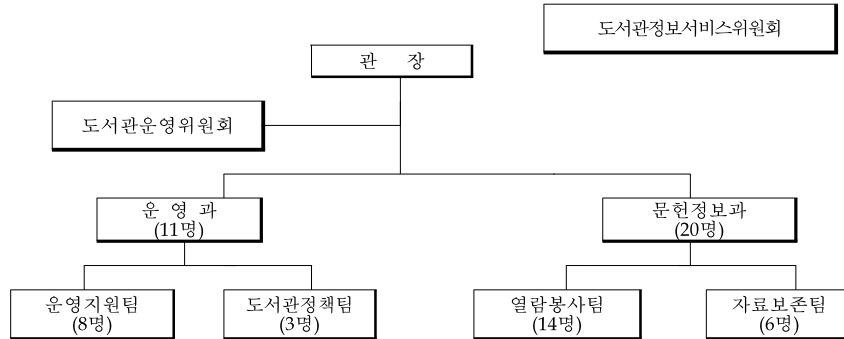 도서관정보서비스위원회
관 장
도서관운영위원회
운 영 과
(11명)
문헌정보과
(20명)
운영지원팀
(8명)
도서관정책팀
(3명)
열람봉사팀
(14명)
자료보존팀
(6명)